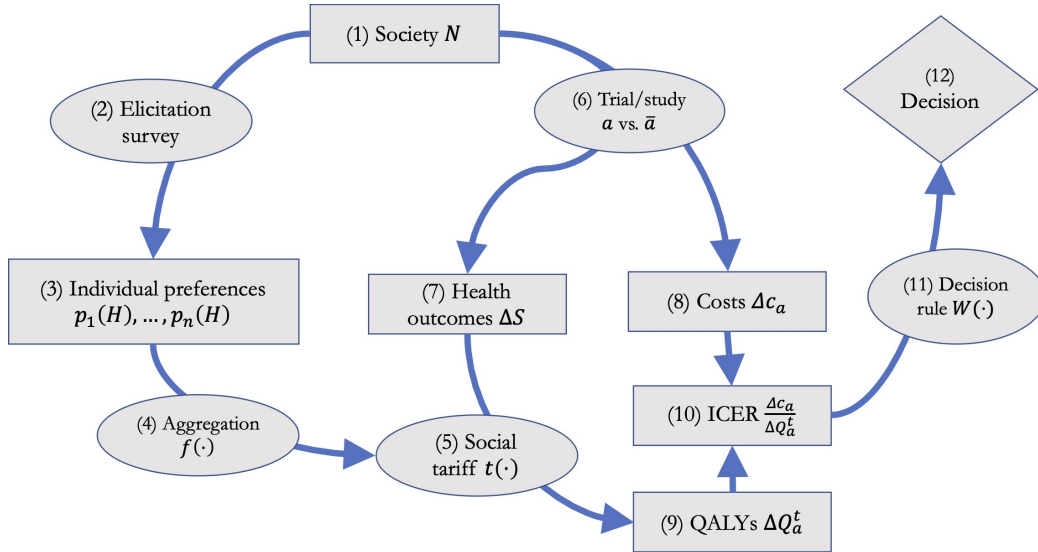 (1) Society N
(2) Elicitation
survey
(3) Individual preferences
p₁(H), ..., pₙ(H)
(4) Aggregation
f(·)
(5) Social
tariff t(·)
(6) Trial/study
a vs. ā
(7) Health
outcomes ΔS
(8) Costs Δcₐ
(9) QALYs ΔQₐᵗ
(10) ICER Δcₐ/ΔQₐᵗ
(11) Decision
rule W(·)
(12)
Decision